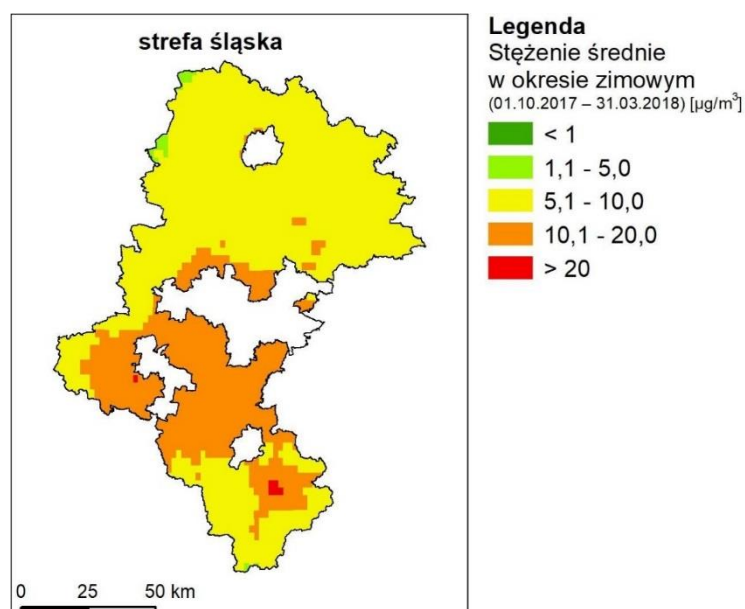 strefa śląska
Legenda
Stężenie średnie
w okresie zimowym
(01.10.2017 – 31.03.2018) [µg/m³]
< 1
1,1 - 5,0
5,1 - 10,0
10,1 - 20,0
> 20
0 25 50 km